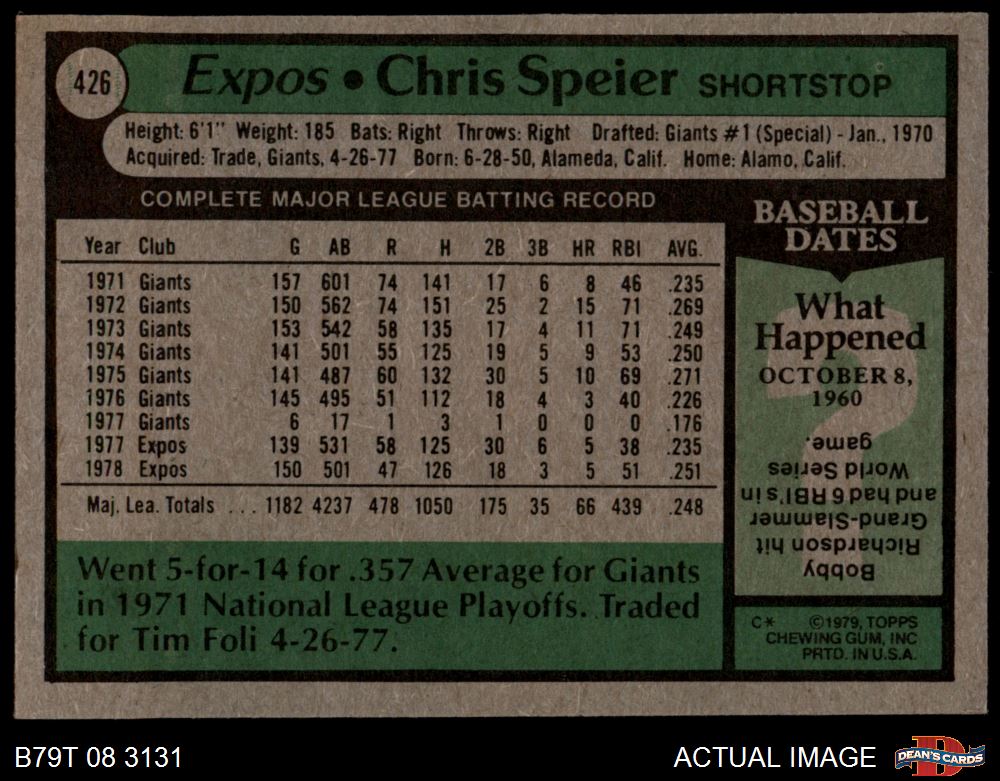 426
Expos • Chris Speier SHORTSTOP
Height: 6'1" Weight: 185 Bats: Right Throws: Right Drafted: Giants #1 (Special) - Jan., 1970
Acquired: Trade, Giants, 4-26-77 Born: 6-28-50, Alameda, Calif. Home: Alamo, Calif.
COMPLETE MAJOR LEAGUE BATTING RECORD
Year Club G AB R H 2B 3B HR RBI AVG.
1971 Giants 157 601 74 141 17 6 8 46 .235
1972 Giants 150 562 74 151 25 2 15 71 .269
1973 Giants 153 542 58 135 17 4 11 71 .249
1974 Giants 141 501 55 125 19 5 9 53 .250
1975 Giants 141 487 60 132 30 5 10 69 .271
1976 Giants 145 495 51 112 18 4 3 40 .226
1977 Giants 6 17 1 3 1 0 0 0 .176
1977 Expos 139 531 58 125 30 6 5 38 .235
1978 Expos 150 501 47 126 18 3 5 51 .251
Maj. Lea. Totals ... 1182 4237 478 1050 175 35 66 439 .248
Went 5-for-14 for .357 Average for Giants
in 1971 National League Playoffs. Traded
for Tim Foli 4-26-77.
BASEBALL
DATES
What
Happened
OCTOBER 8,
1960
Bobby
Richardson hit
Grand-Slammer
and had 6 RBI's in
World Series
game.
C* ©1979, TOPPS
CHEWING GUM, INC
PRTD. IN U.S.A.
B79T 08 3131
ACTUAL IMAGE
D
DEAN'S CARDS